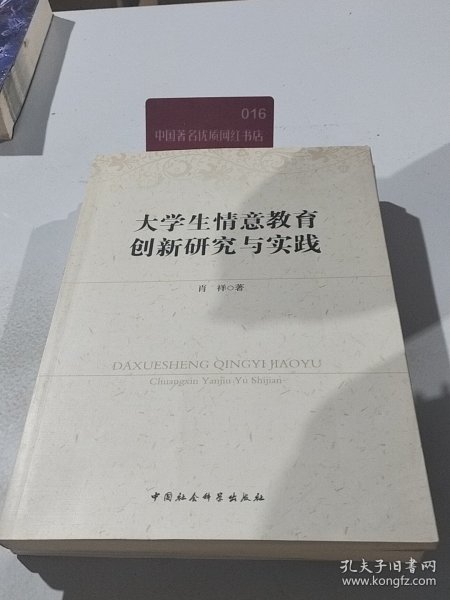 016
中国著名优质网红书店
大学生情意教育
创新研究与实践
肖 祥◎著
DAXUESHENG QINGYI JIAOYU
Chuangxin Yanjiu Yu Shijian
中国社会科学出版社
孔夫子旧书网
www.kongfz.com